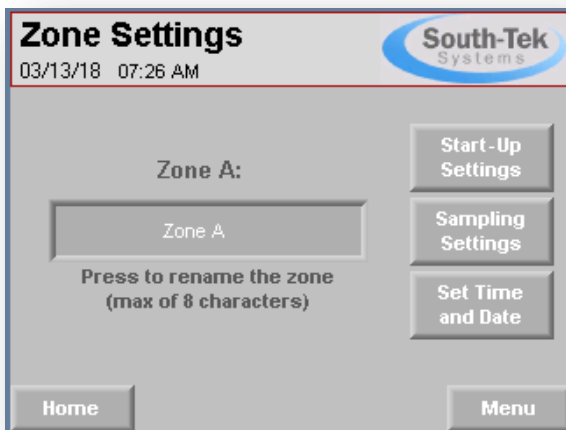 Zone Settings
03/13/18 07:26 AM
South-Tek
Systems
Zone A:
Zone A
Press to rename the zone
(max of 8 characters)
Start-Up
Settings
Sampling
Settings
Set Time
and Date
Home
Menu